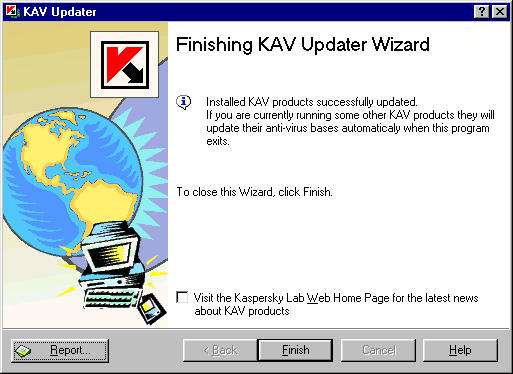 KAV Updater
Finishing KAV Updater Wizard
Installed KAV products successfully updated.
If you are currently running some other KAV products they will
update their anti-virus bases automaticaly when this program
exits.
To close this Wizard, click Finish.
Visit the Kaspersky Lab Web Home Page for the latest news
about KAV products
Report...
< Back
Finish
Cancel
Help